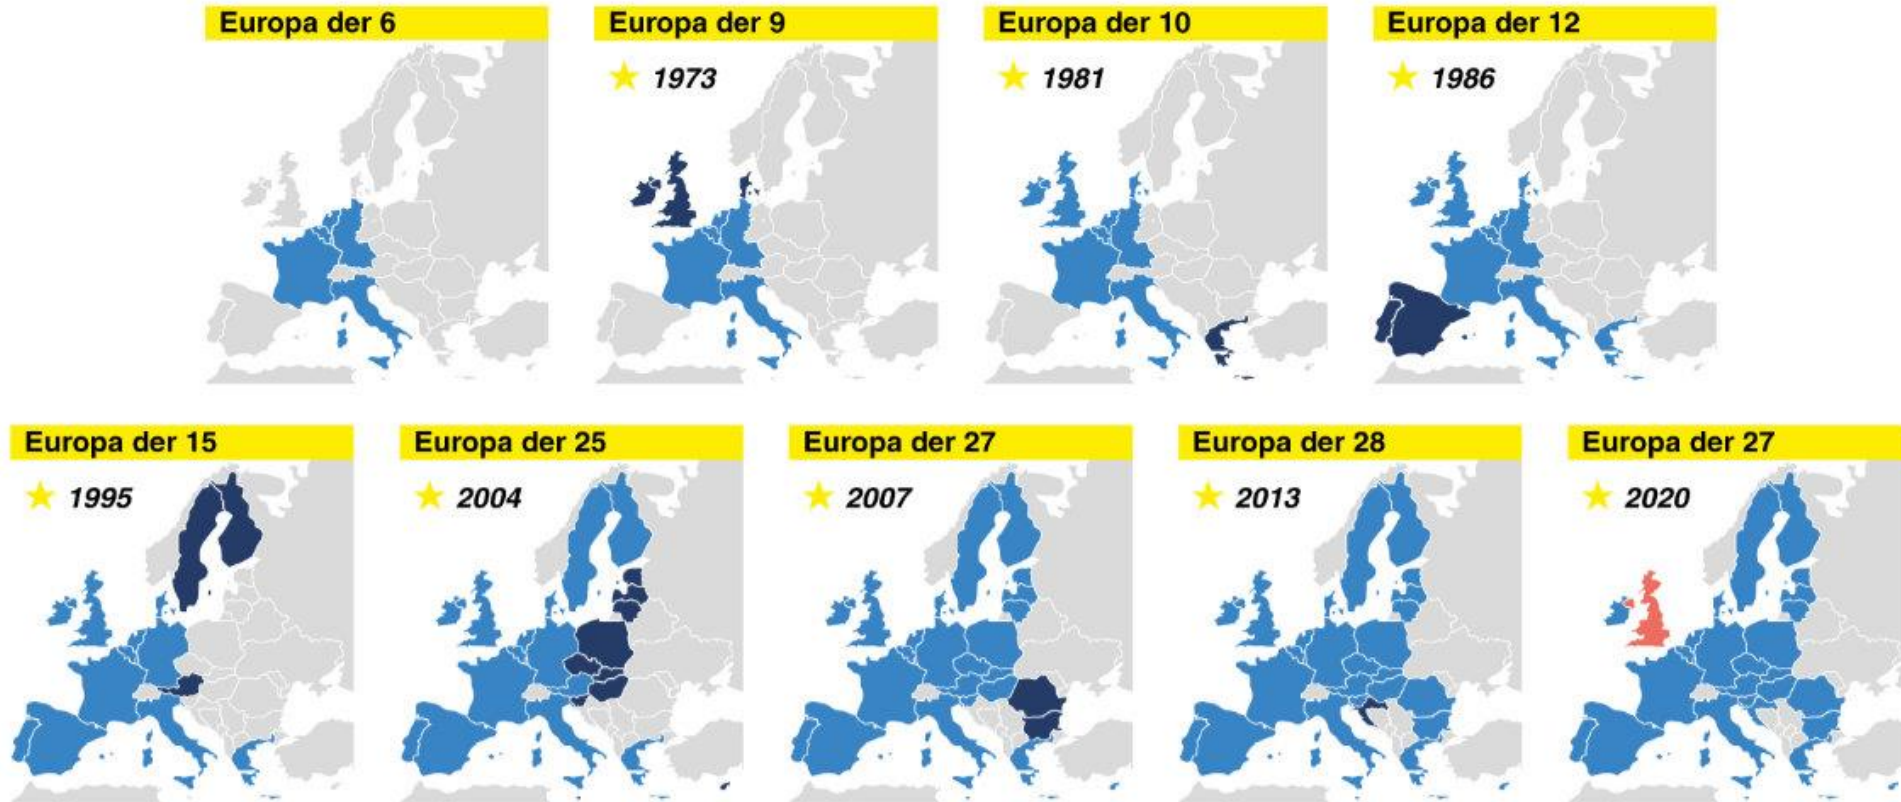 Europa der 6
Europa der 9
1973
Europa der 10
1981
Europa der 12
1986
Europa der 15
1995
Europa der 25
2004
Europa der 27
2007
Europa der 28
2013
Europa der 27
2020